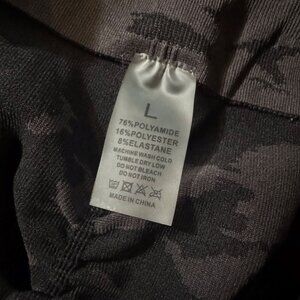 L
76%POLYAMIDE
16%POLYESTER
8%ELASTANE
MACHINE WASH COLD
TUMBLE DRY LOW
DO NOT BLEACH
DO NOT IRON
MADE IN CHINA